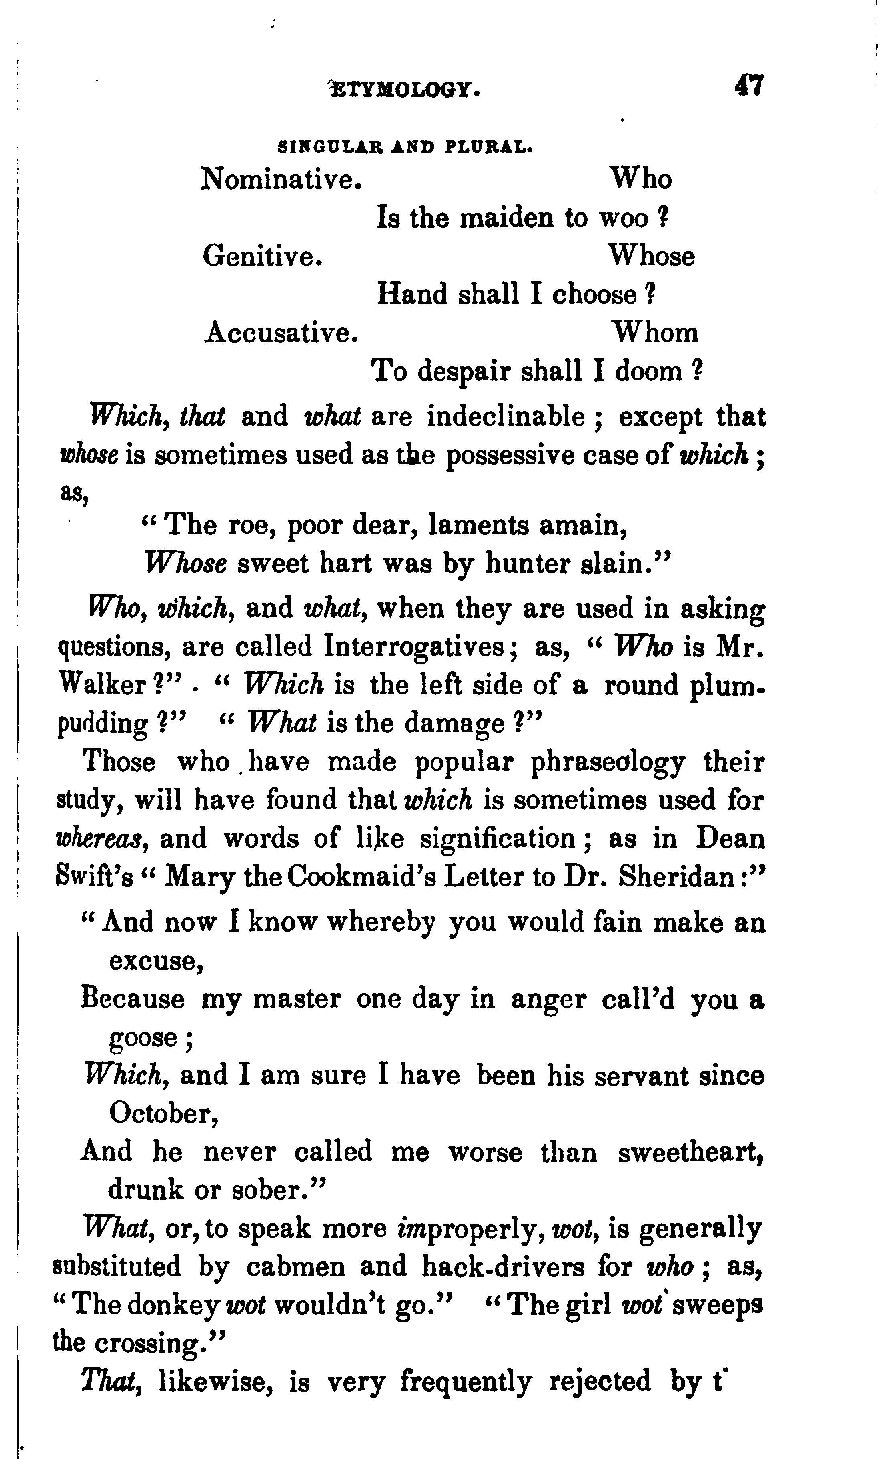 ETYMOLOGY. 47
SINGULAR AND PLURAL.
Nominative. Who
Is the maiden to woo ?
Genitive. Whose
Hand shall I choose ?
Accusative. Whom
To despair shall I doom ?
Which, that and what are indeclinable ; except that
whose is sometimes used as the possessive case of which ;
as,
“ The roe, poor dear, laments amain,
Whose sweet hart was by hunter slain.”
Who, which, and what, when they are used in asking
questions, are called Interrogatives ; as, “ Who is Mr.
Walker ?” . “ Which is the left side of a round plum-
pudding ?” “ What is the damage ?”
Those who have made popular phraseology their
study, will have found that which is sometimes used for
whereas, and words of like signification ; as in Dean
Swift’s “ Mary the Cookmaid’s Letter to Dr. Sheridan :”
“ And now I know whereby you would fain make an
excuse,
Because my master one day in anger call’d you a
goose ;
Which, and I am sure I have been his servant since
October,
And he never called me worse than sweetheart,
drunk or sober.”
What, or, to speak more improperly, wot, is generally
substituted by cabmen and hack-drivers for who ; as,
“ The donkey wot wouldn’t go.” “ The girl wot sweeps
the crossing.”
That, likewise, is very frequently rejected by